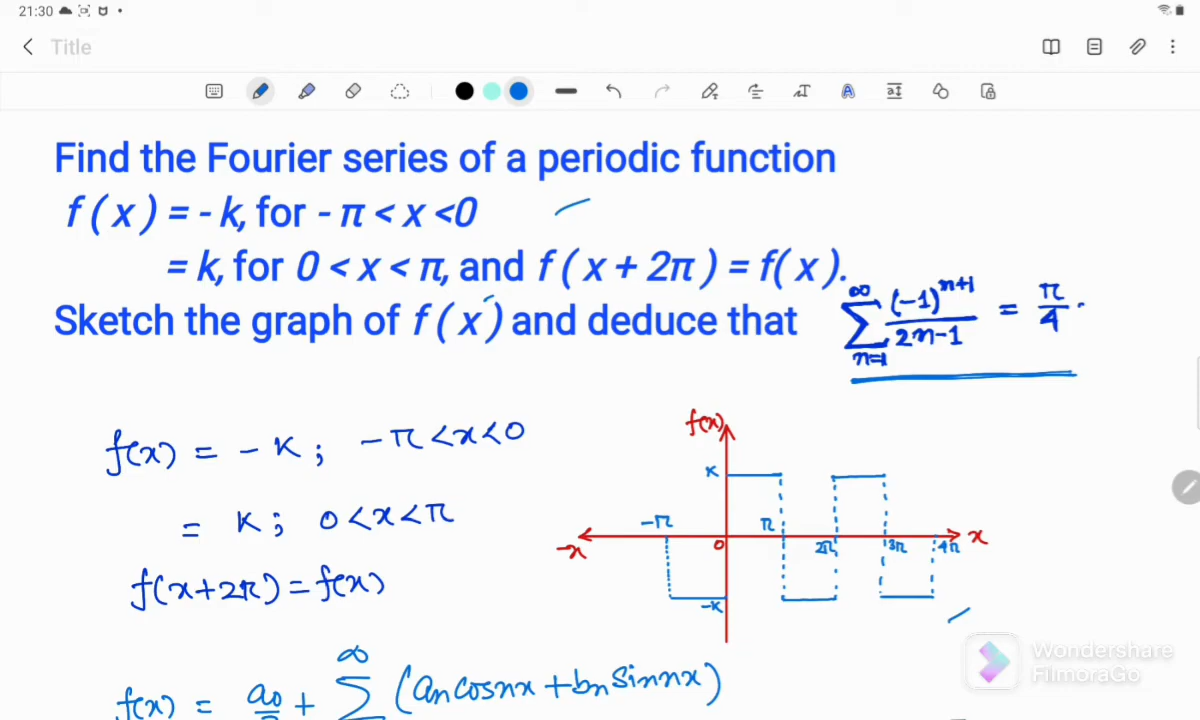 21:30
Title
Find the Fourier series of a periodic function
f ( x ) = - k, for - π < x <0
= k, for 0 < x < π, and f ( x + 2π ) = f( x ).
Sketch the graph of f ( x ) and deduce that
∞ Σ n=1 (-1)^n+1 / 2n-1 = π/4 .
f(x) = - K ; -π < x < 0
= K ; 0 < x < π
f(x+2π) = f(x)
f(x)
K
-π π
-x 0 2π 3π 4π x
-K
Wondershare
FilmoraGo
f(x) = a0/2 + ∞ Σ (an cosnx + bn sinnx)